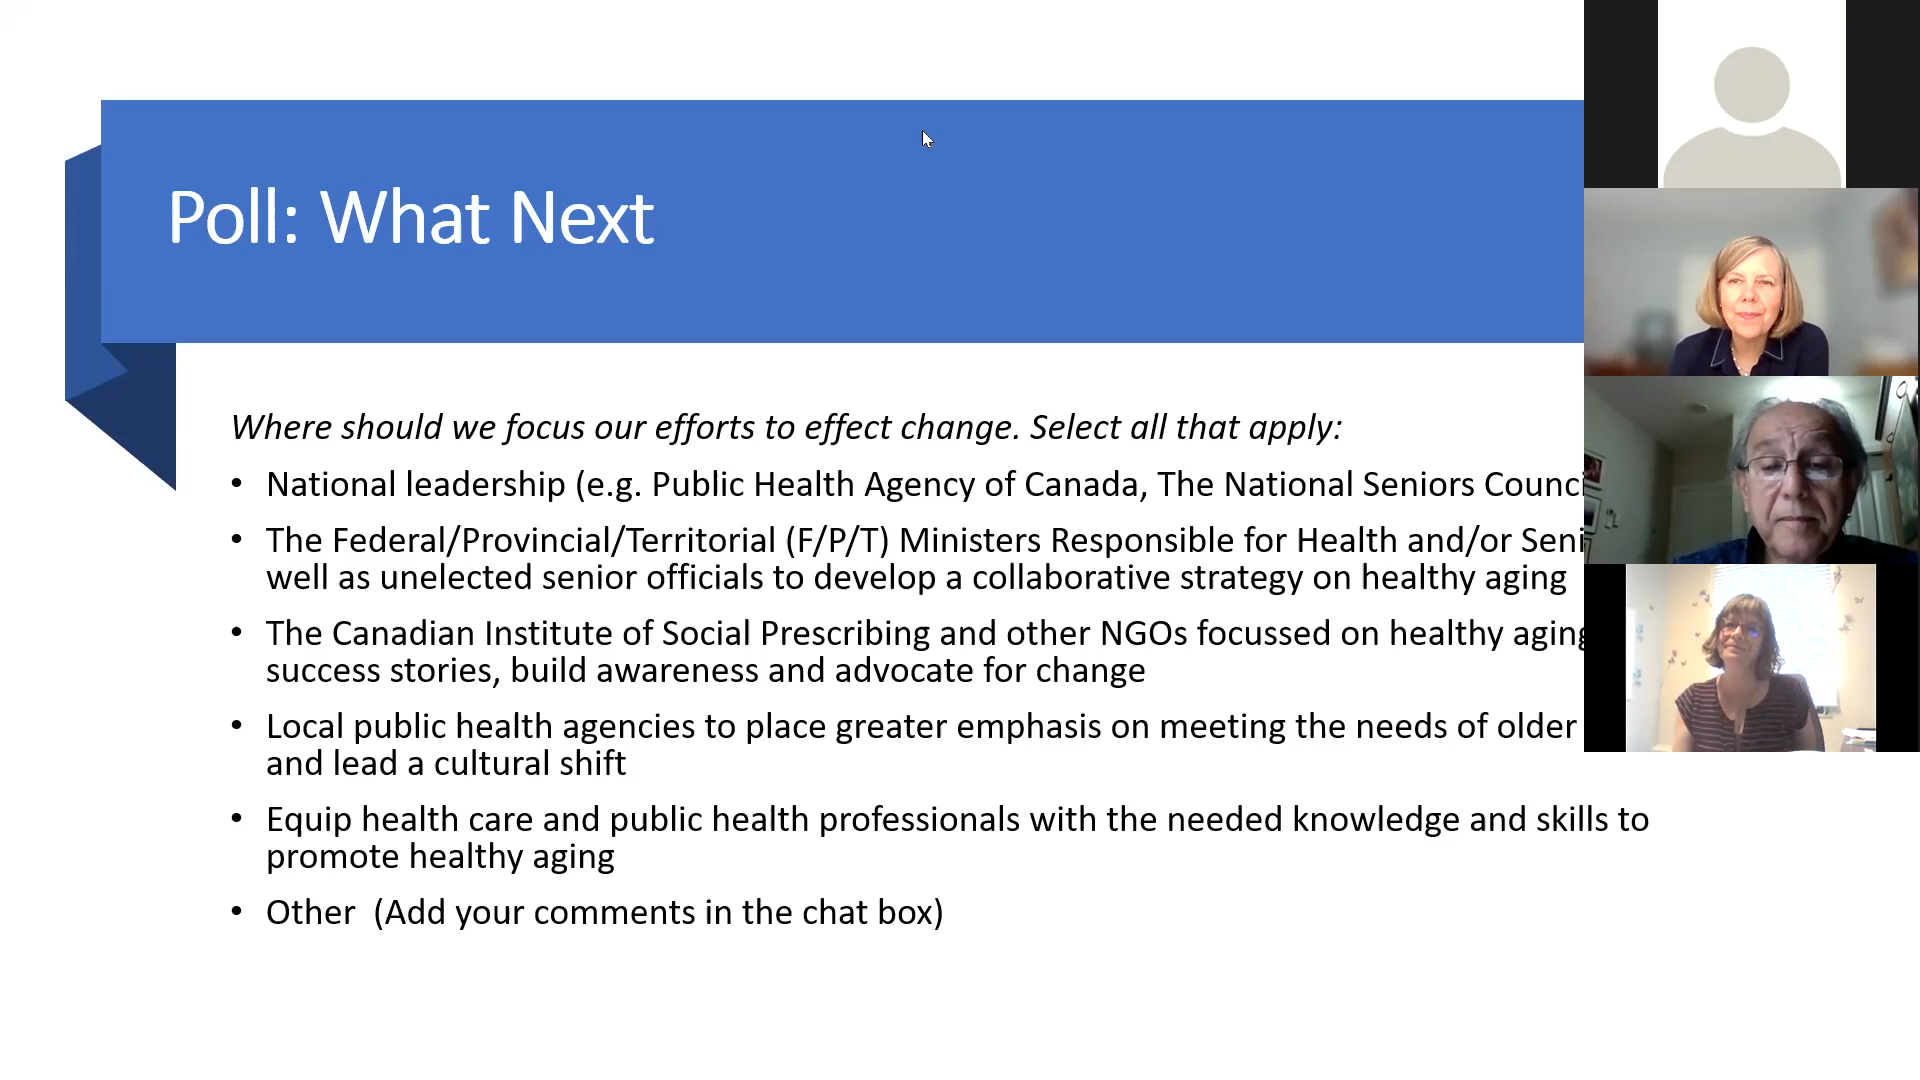 Poll: What Next
Where should we focus our efforts to effect change. Select all that apply:
• National leadership (e.g. Public Health Agency of Canada, The National Seniors
• The Federal/Provincial/Territorial (F/P/T) Ministers Responsible for Health and/or
well as unelected senior officials to develop a collaborative strategy on healthy aging
• The Canadian Institute of Social Prescribing and other NGOs focussed on healthy aging
success stories, build awareness and advocate for change
• Local public health agencies to place greater emphasis on meeting the needs of older
and lead a cultural shift
• Equip health care and public health professionals with the needed knowledge and skills to
promote healthy aging
• Other (Add your comments in the chat box)